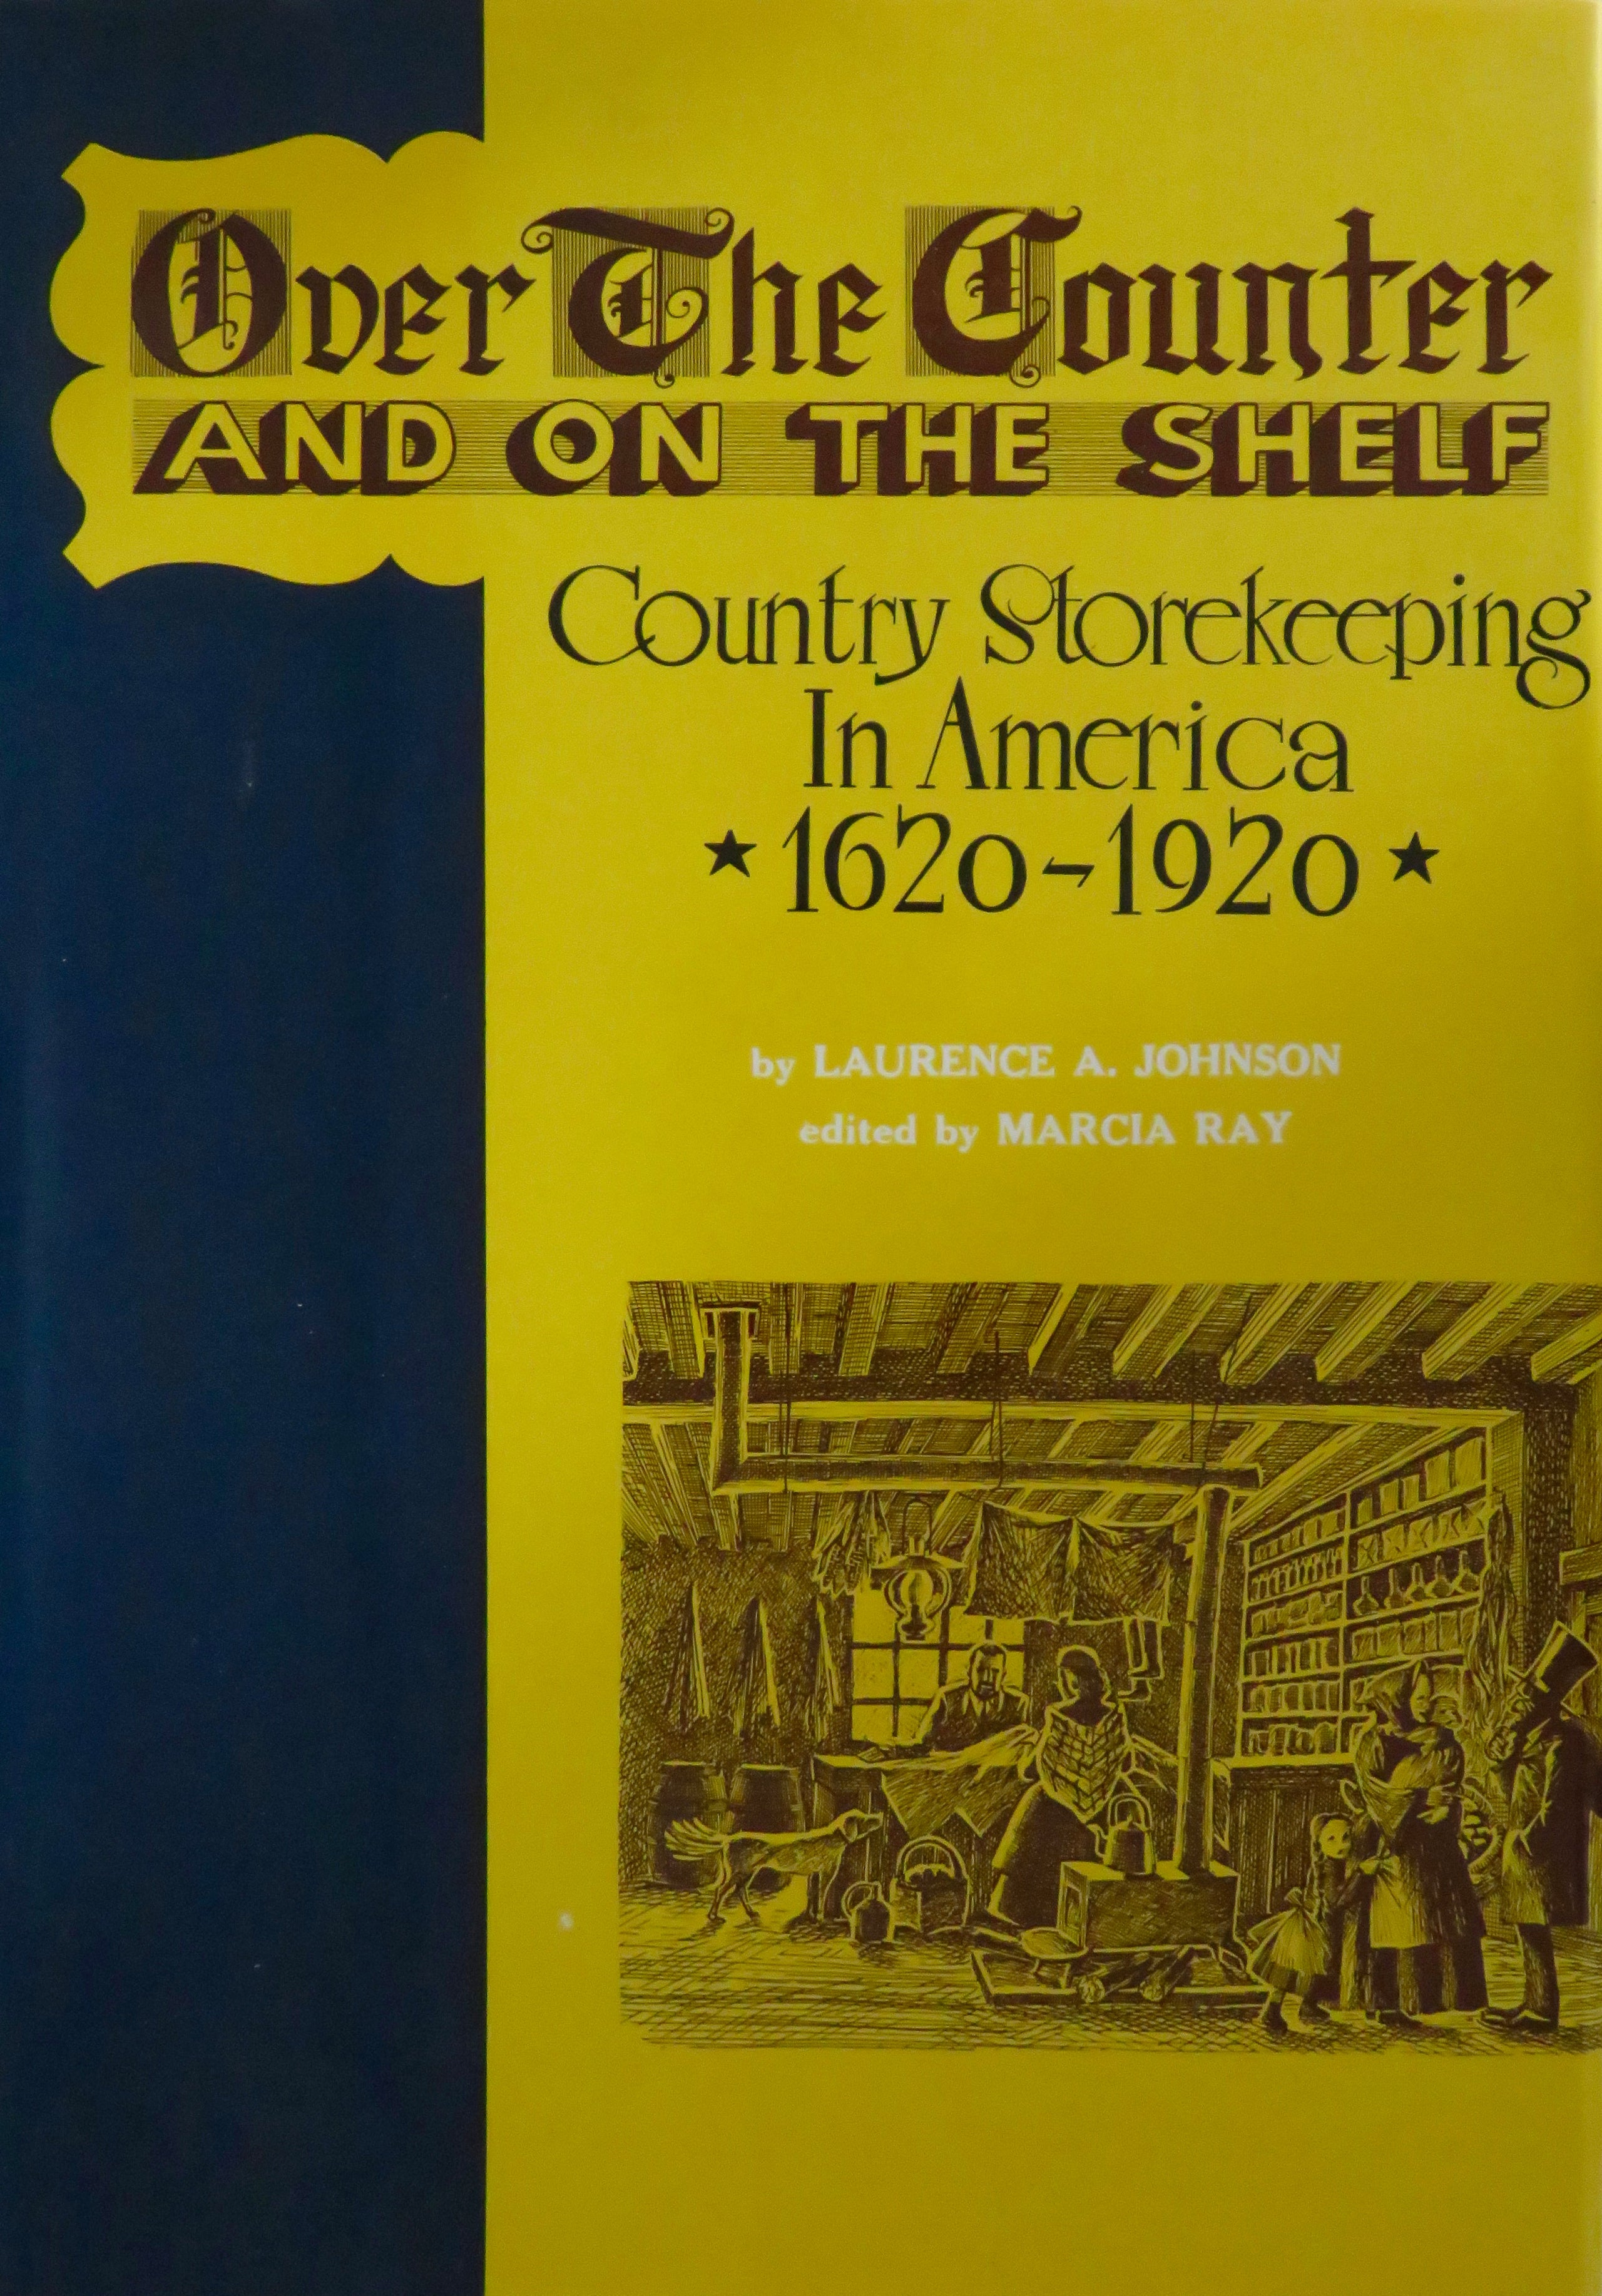 Over The Counter
AND ON THE SHELF
Country Storekeeping
In America
★ 1620-1920 ★
by LAURENCE A. JOHNSON
edited by MARCIA RAY